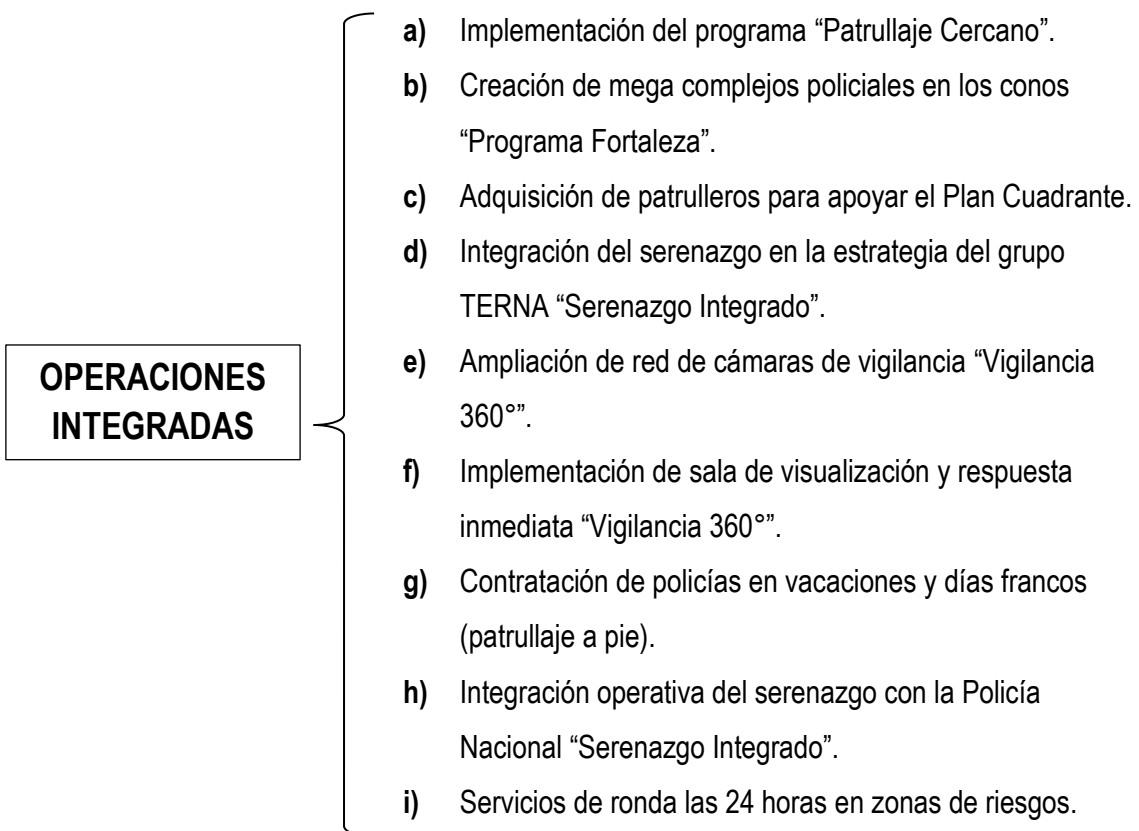 OPERACIONES
INTEGRADAS
a) Implementación del programa “Patrullaje Cercano”.
b) Creación de mega complejos policiales en los conos
“Programa Fortaleza”.
c) Adquisición de patrulleros para apoyar el Plan Cuadrante.
d) Integración del serenazgo en la estrategia del grupo
TERNA “Serenazgo Integrado”.
e) Ampliación de red de cámaras de vigilancia “Vigilancia
360°”.
f) Implementación de sala de visualización y respuesta
inmediata “Vigilancia 360°”.
g) Contratación de policías en vacaciones y días francos
(patrullaje a pie).
h) Integración operativa del serenazgo con la Policía
Nacional “Serenazgo Integrado”.
i) Servicios de ronda las 24 horas en zonas de riesgos.